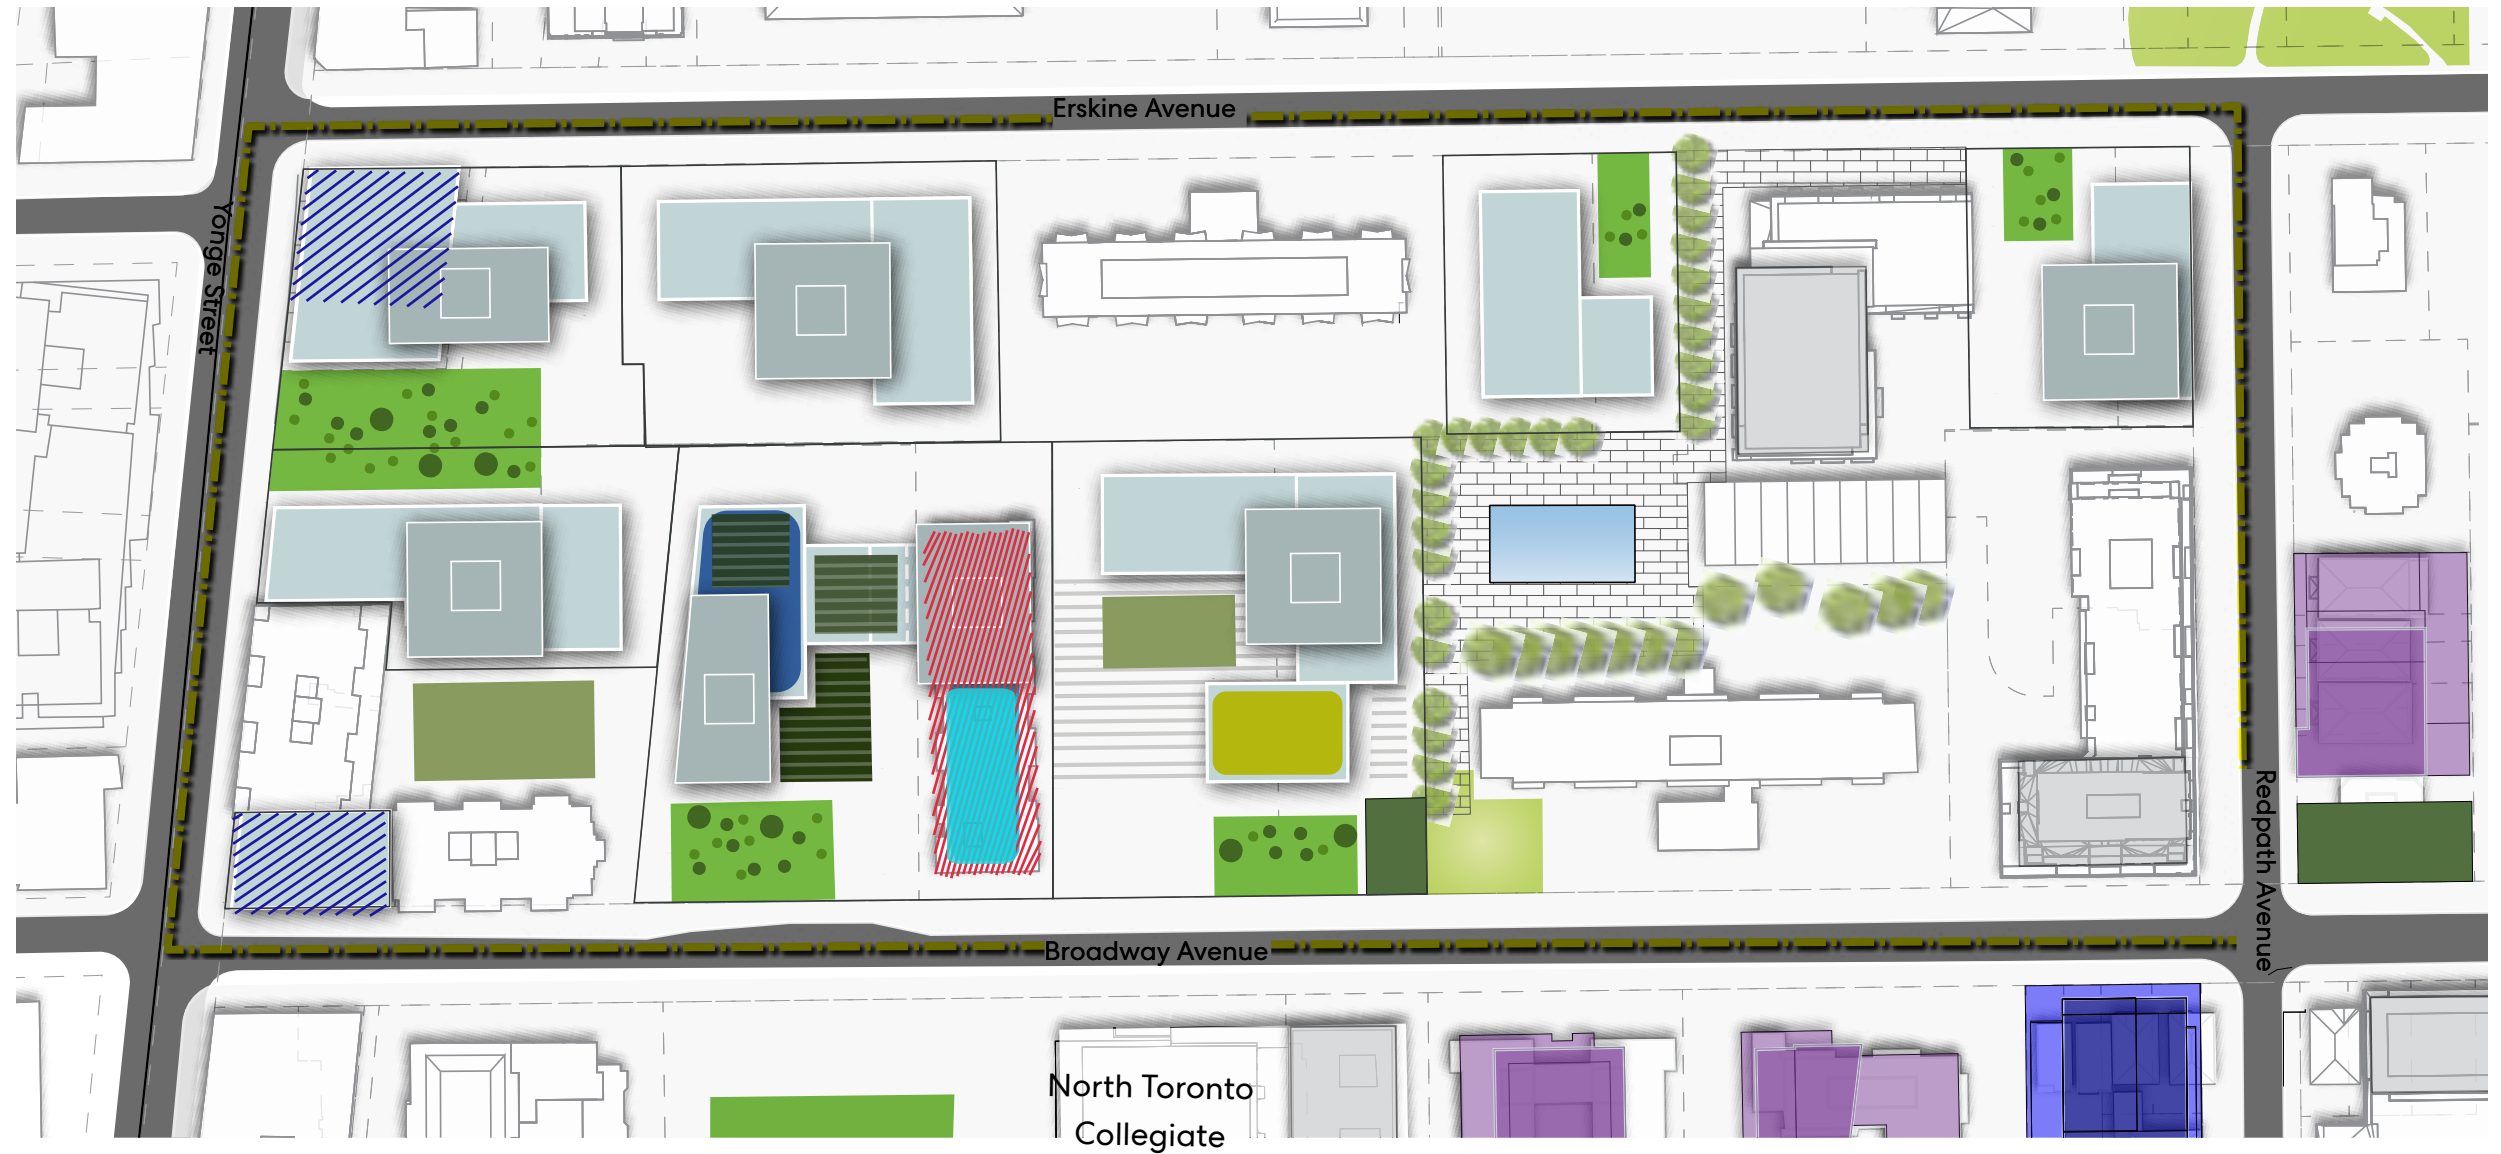 Erskine Avenue
Yonge Street
Redpath Avenue
Broadway Avenue
North Toronto
Collegiate